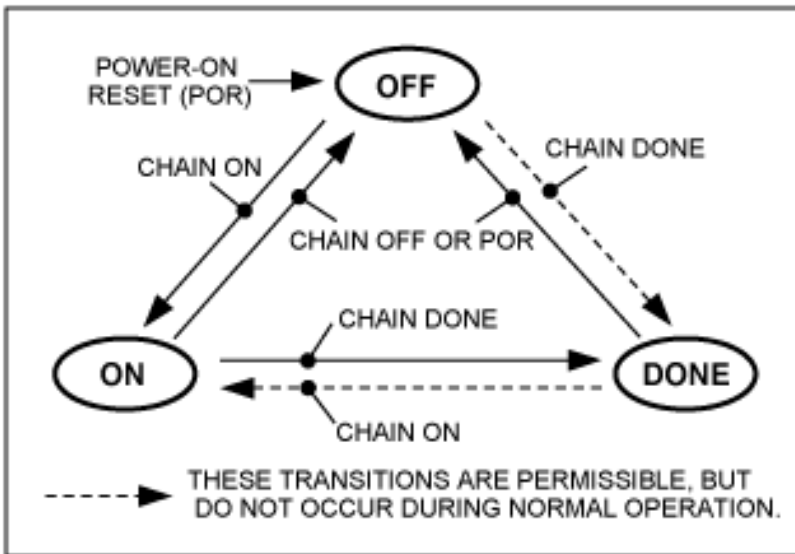 POWER-ON
RESET (POR)
OFF
CHAIN ON
CHAIN DONE
CHAIN OFF OR POR
CHAIN DONE
ON
DONE
CHAIN ON
THESE TRANSITIONS ARE PERMISSIBLE, BUT
DO NOT OCCUR DURING NORMAL OPERATION.